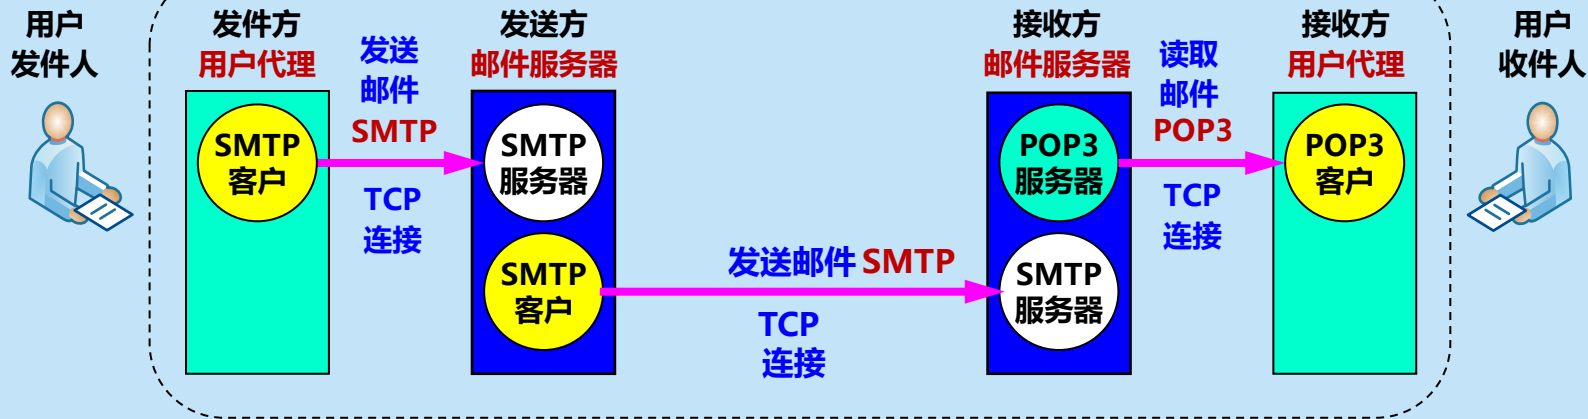 用户
发件人
发件方
用户代理
SMTP
客户
发送
邮件
SMTP
TCP
连接
发送方
邮件服务器
SMTP
服务器
SMTP
客户
发送邮件 SMTP
TCP
连接
接收方
邮件服务器
POP3
服务器
SMTP
服务器
读取
邮件
POP3
TCP
连接
接收方
用户代理
POP3
客户
用户
收件人